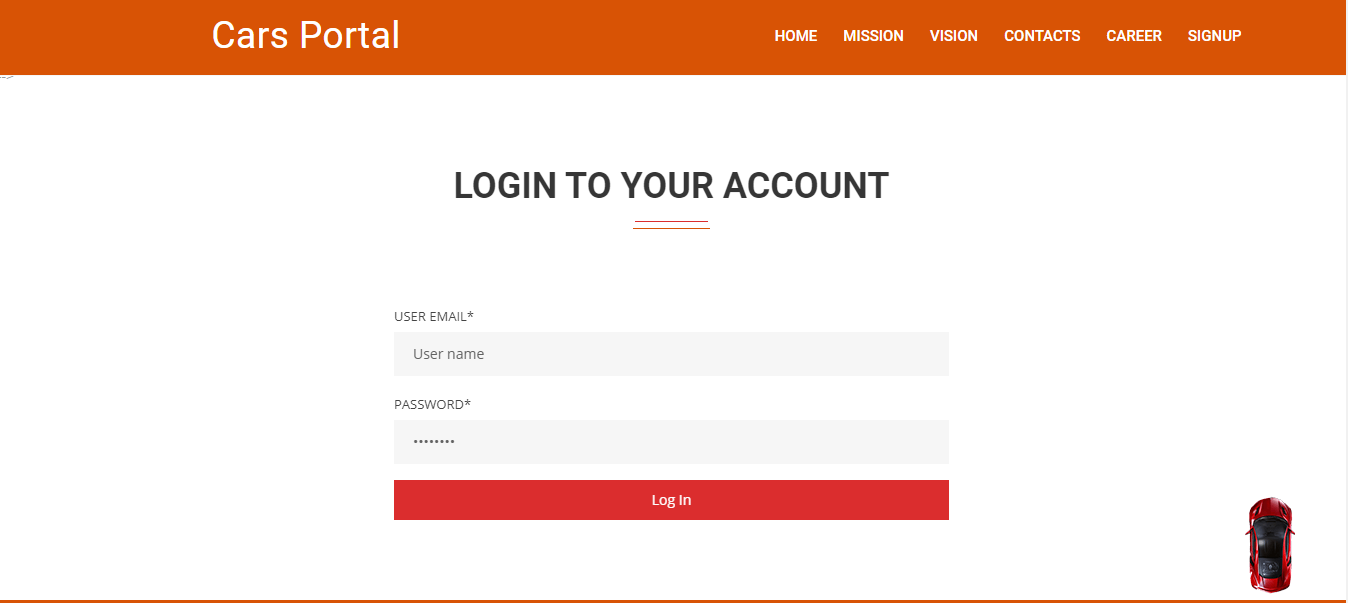 Cars Portal
HOME MISSION VISION CONTACTS CAREER SIGNUP
LOGIN TO YOUR ACCOUNT
USER EMAIL*
User name
PASSWORD*
••••••••
Log In